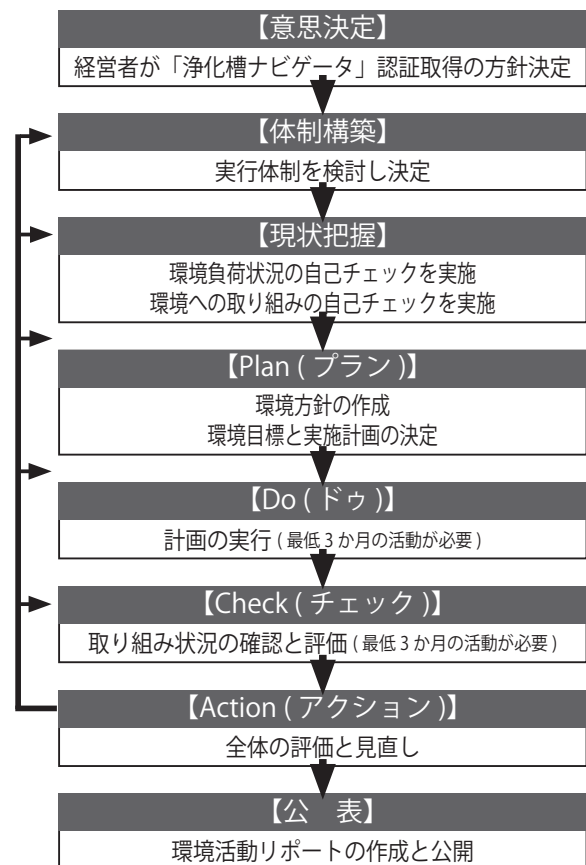 【意思決定】
経営者が「浄化槽ナビゲータ」認証取得の方針決定
【体制構築】
実行体制を検討し決定
【現状把握】
環境負荷状況の自己チェックを実施
環境への取り組みの自己チェックを実施
【Plan ( プラン )】
環境方針の作成
環境目標と実施計画の決定
【Do ( ドゥ )】
計画の実行 ( 最低 3 か月の活動が必要 )
【Check ( チェック )】
取り組み状況の確認と評価 ( 最低 3 か月の活動が必要 )
【Action ( アクション )】
全体の評価と見直し
【公　表】
環境活動リポートの作成と公開